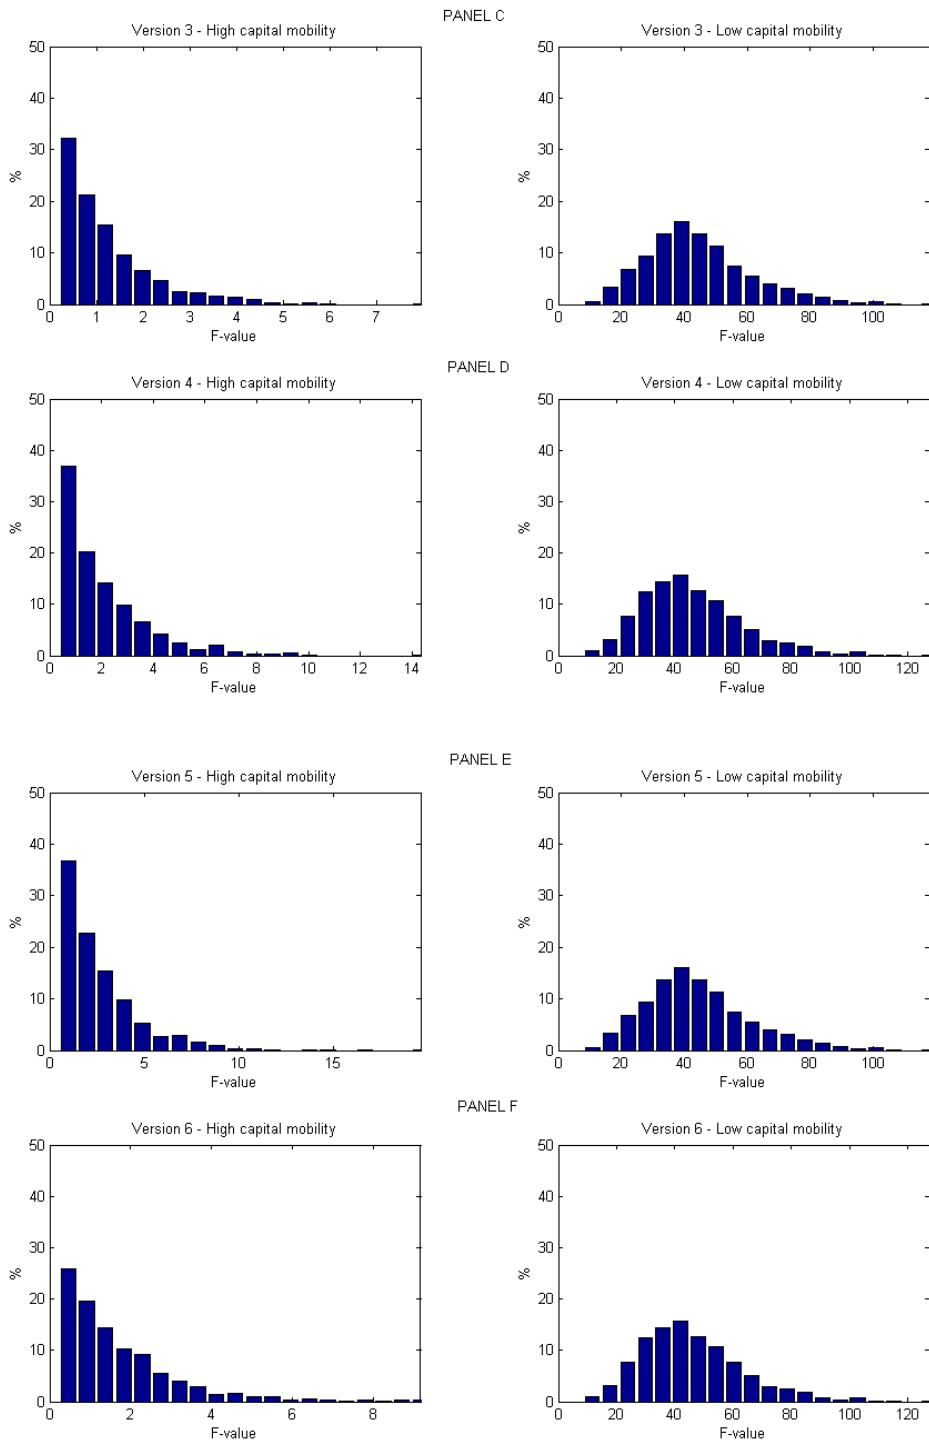 PANEL C
Version 3 - High capital mobility
50
40
30
20
10
0
%
0 1 2 3 4 5 6 7
F-value
Version 3 - Low capital mobility
50
40
30
20
10
0
%
0 20 40 60 80 100
F-value
PANEL D
Version 4 - High capital mobility
50
40
30
20
10
0
%
0 2 4 6 8 10 12 14
F-value
Version 4 - Low capital mobility
50
40
30
20
10
0
%
0 20 40 60 80 100 120
F-value
PANEL E
Version 5 - High capital mobility
50
40
30
20
10
0
%
0 5 10 15
F-value
Version 5 - Low capital mobility
50
40
30
20
10
0
%
0 20 40 60 80 100
F-value
PANEL F
Version 6 - High capital mobility
50
40
30
20
10
0
%
2 4 6 8
F-value
Version 6 - Low capital mobility
50
40
30
20
10
0
%
0 20 40 60 80 100 120
F-value